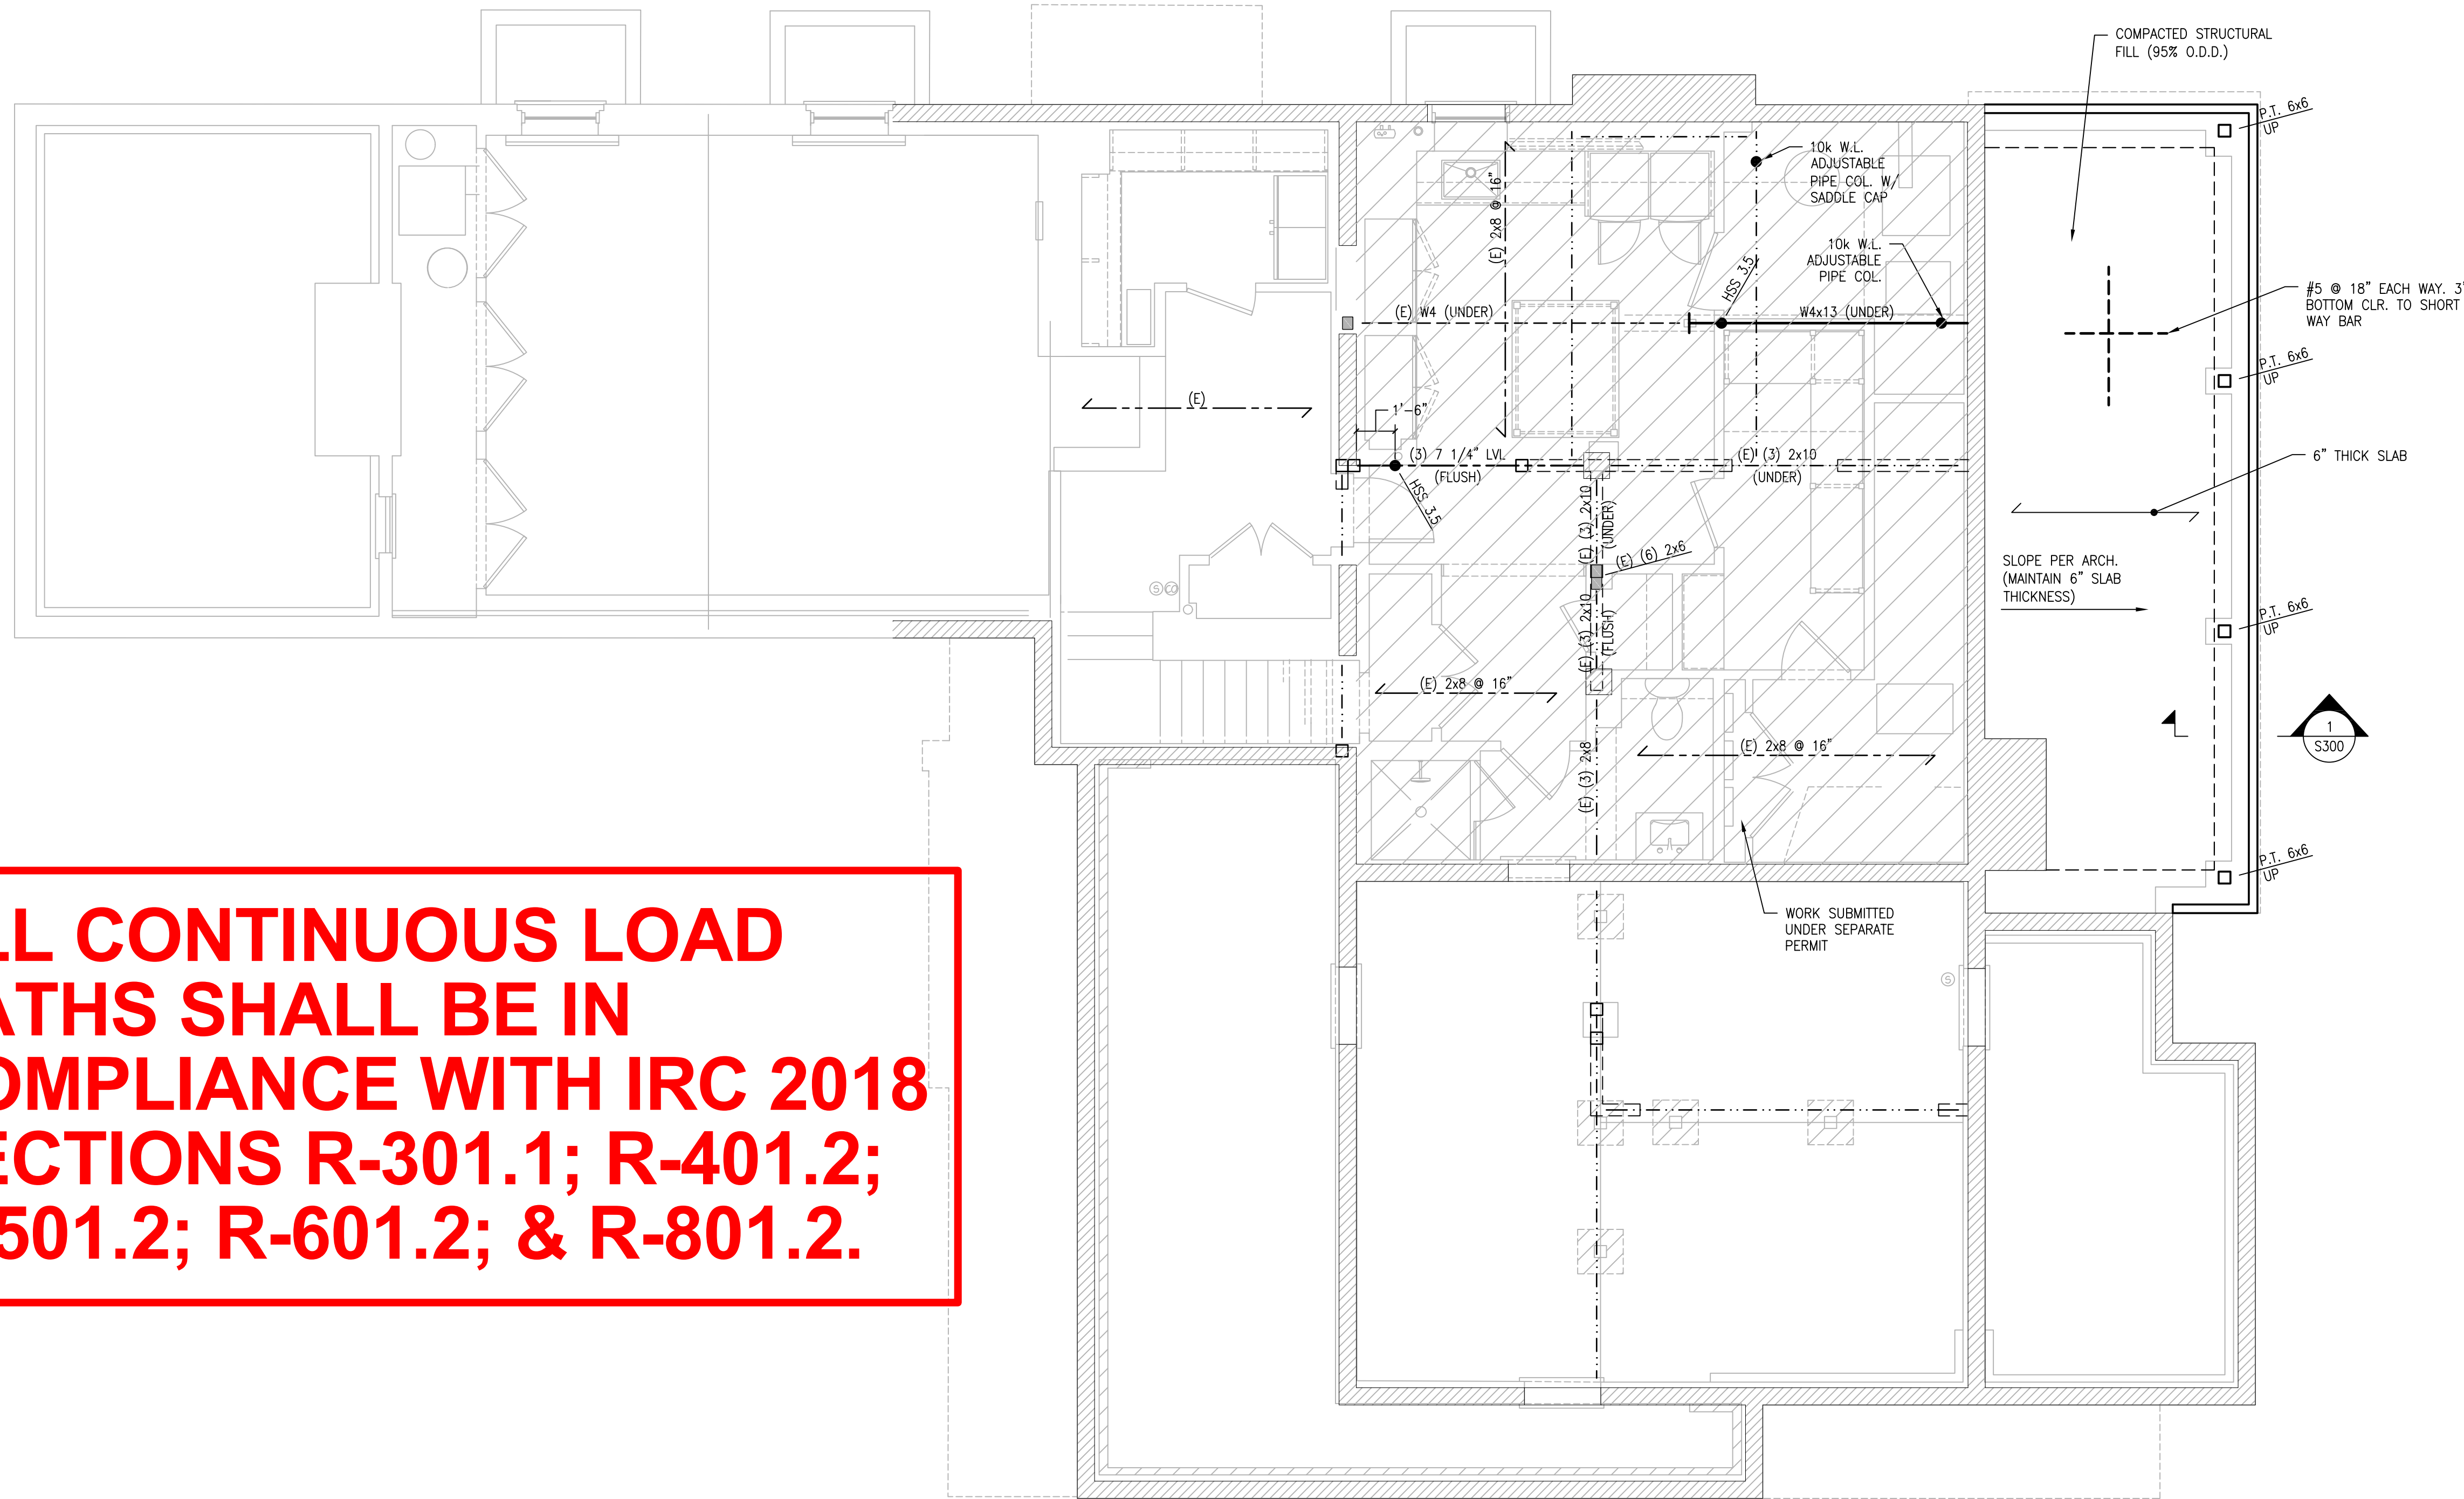 COMPACTED STRUCTURAL
FILL (95% O.D.D.)
P.T. 6x6
UP
10k W.L.
ADJUSTABLE
PIPE COL. W/
SADDLE CAP
(E) 2x8 @ 16"
10k W.L.
ADJUSTABLE
PIPE COL.
HSS 3.5
#5 @ 18" EACH WAY. 3"
BOTTOM CLR. TO SHORT
WAY BAR
(E) W4 (UNDER)
W4x13 (UNDER)
P.T. 6x6
UP
(E)
1'-6"
(3) 7 1/4" LVL
(FLUSH)
(E) (3) 2x10
(UNDER)
6" THICK SLAB
HSS 3.5
(E) (3) 2x10
(UNDER)
(E) (6) 2x6
SLOPE PER ARCH.
(MAINTAIN 6" SLAB
THICKNESS)
S
CO
(E) (3) 2x10
(FLUSH)
P.T. 6x6
UP
(E) 2x8 @ 16"
1
S300
(E) (3) 2x8
(E) 2x8 @ 16"
P.T. 6x6
UP
WORK SUBMITTED
UNDER SEPARATE
PERMIT
S
LL CONTINUOUS LOAD
ATHS SHALL BE IN
OMPLIANCE WITH IRC 2018
ECTIONS R-301.1; R-401.2;
501.2; R-601.2; & R-801.2.